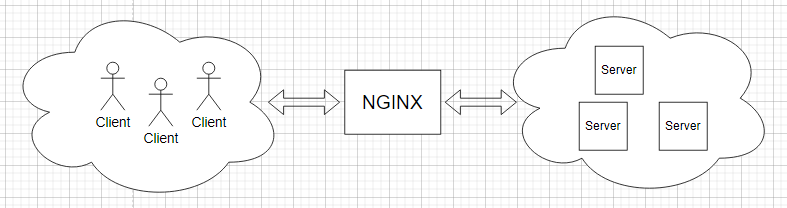 Client
Client
Client
NGINX
Server
Server
Server